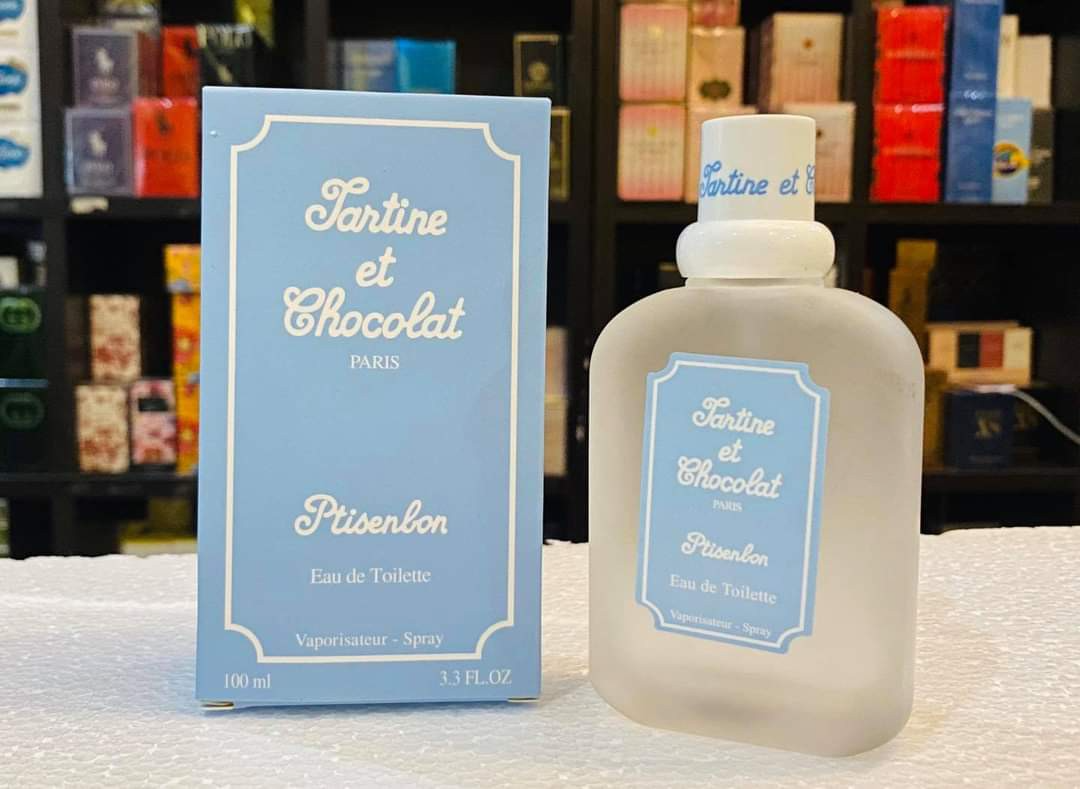 Tartine
et
Chocolat
PARIS
Ptisenbon
Eau de Toilette
Vaporisateur - Spray
100 ml
3.3 FL.OZ
Tartine et
Tartine
et
Chocolat
PARIS
Ptisenbon
Eau de Toilette
Vaporisateur - Spray